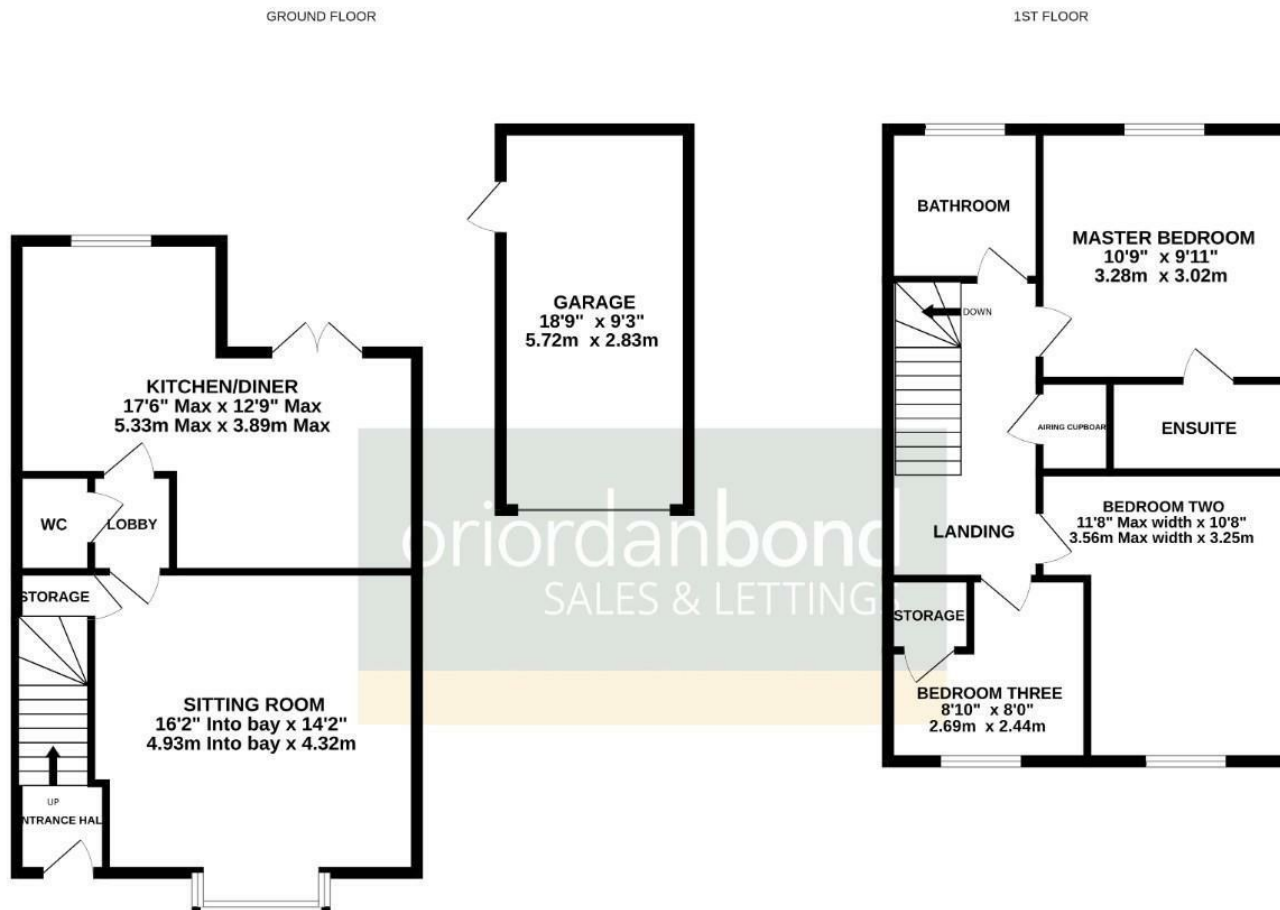 GROUND FLOOR
1ST FLOOR
KITCHEN/DINER
17'6" Max x 12'9" Max
5.33m Max x 3.89m Max
WC
LOBBY
STORAGE
SITTING ROOM
16'2" Into bay x 14'2"
4.93m Into bay x 4.32m
UP
NTRANCE HAL
GARAGE
18'9" x 9'3"
5.72m x 2.83m
oriordanbond
SALES & LETTINGS
BATHROOM
MASTER BEDROOM
10'9" x 9'11"
3.28m x 3.02m
DOWN
AIRING CUPBOAR
ENSUITE
BEDROOM TWO
11'8" Max width x 10'8"
3.56m Max width x 3.25m
LANDING
STORAGE
BEDROOM THREE
8'10" x 8'0"
2.69m x 2.44m